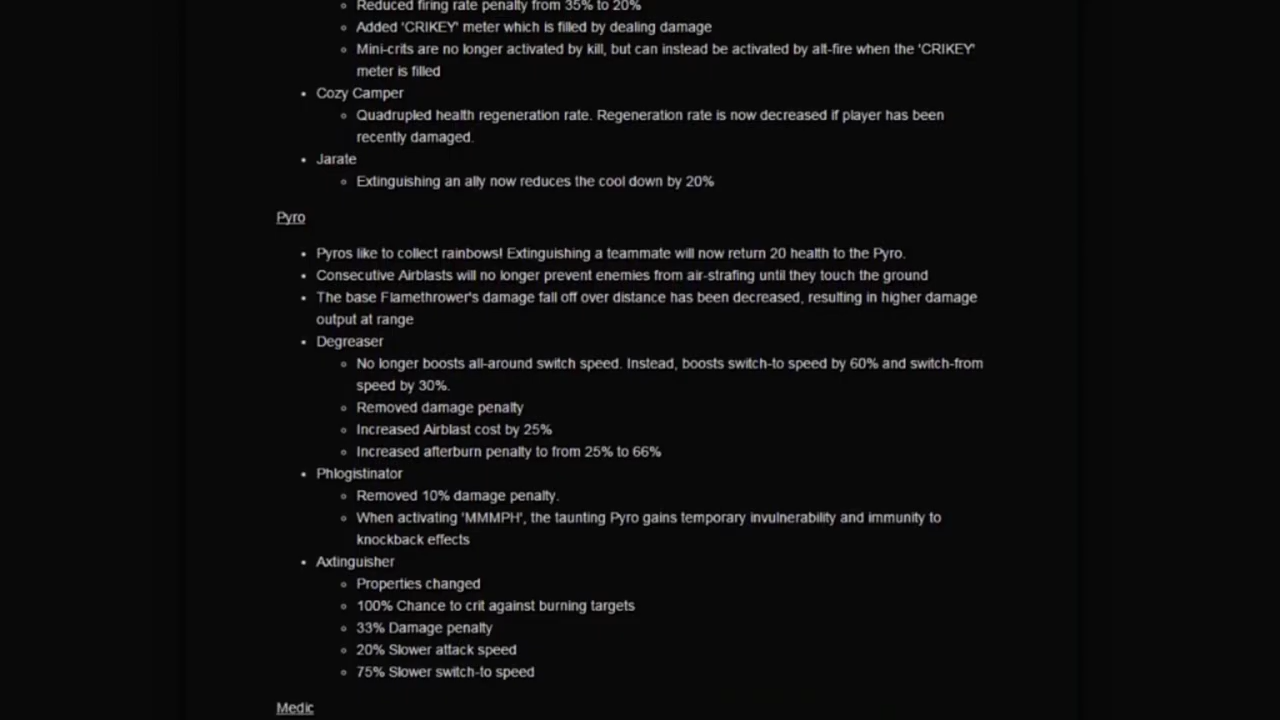 Reduced firing rate penalty from 35% to 20%
Added 'CRIKEY' meter which is filled by dealing damage
Mini-crits are no longer activated by kill, but can instead be activated by alt-fire when the 'CRIKEY'
meter is filled
Cozy Camper
Quadrupled health regeneration rate. Regeneration rate is now decreased if player has been
recently damaged.
Jarate
Extinguishing an ally now reduces the cool down by 20%
Pyro
Pyros like to collect rainbows! Extinguishing a teammate will now return 20 health to the Pyro.
Consecutive Airblasts will no longer prevent enemies from air-strafing until they touch the ground
The base Flamethrower's damage fall off over distance has been decreased, resulting in higher damage
output at range
Degreaser
No longer boosts all-around switch speed. Instead, boosts switch-to speed by 60% and switch-from
speed by 30%.
Removed damage penalty
Increased Airblast cost by 25%
Increased afterburn penalty to from 25% to 66%
Phlogistinator
Removed 10% damage penalty.
When activating 'MMMPH', the taunting Pyro gains temporary invulnerability and immunity to
knockback effects
Axtinguisher
Properties changed
100% Chance to crit against burning targets
33% Damage penalty
20% Slower attack speed
75% Slower switch-to speed
Medic